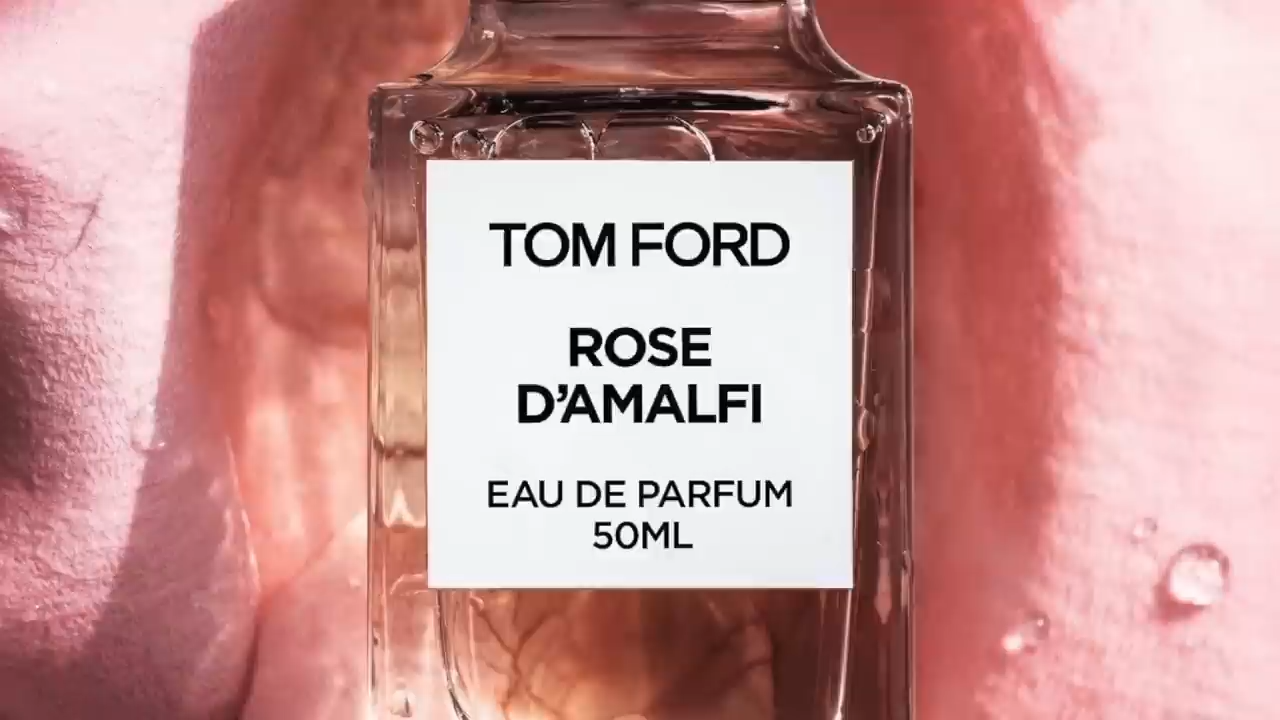 TOM FORD
ROSE
D’AMALFI
EAU DE PARFUM
50ML